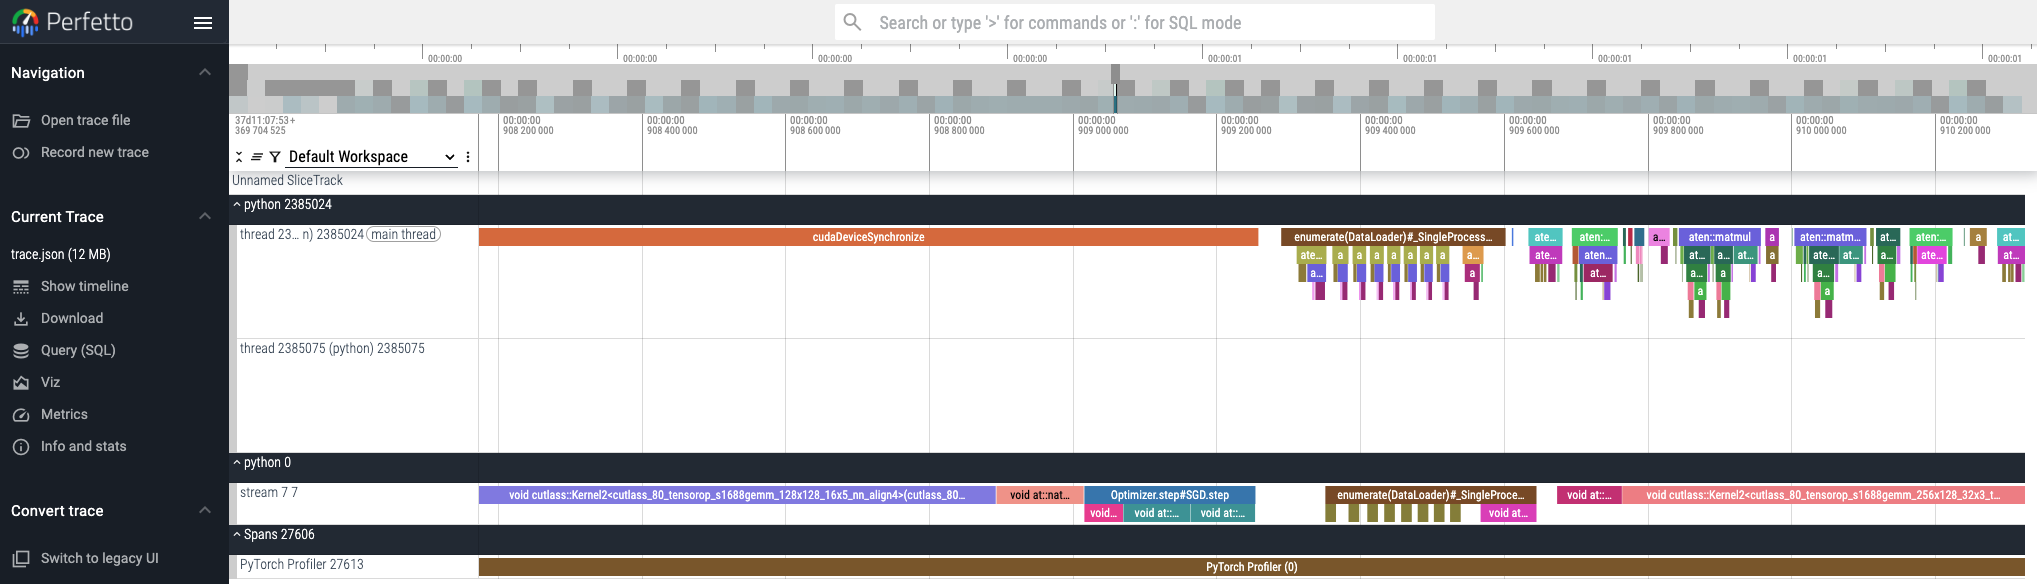 Perfetto
Search or type '>' for commands or ':' for SQL mode
Navigation
Open trace file
Record new trace
Current Trace
trace.json (12 MB)
Show timeline
Download
Query (SQL)
Viz
Metrics
Info and stats
Convert trace
Switch to legacy UI
00:00:00 00:00:00 00:00:00 00:00:00 00:00:01 00:00:01 00:00:01 00:00:01 00:00:01
37d11:07:53+ 00:00:00 00:00:00 00:00:00 00:00:00 00:00:00 00:00:00 00:00:00 00:00:00 00:00:00 00:00:00 00:00:00
369 704 525 908 200 000 908 400 000 908 600 000 908 800 000 909 000 000 909 200 000 909 400 000 909 600 000 909 800 000 910 000 000 910 200 000
Default Workspace
Unnamed SliceTrack
python 2385024
thread 23... n) 2385024 main thread
cudaDeviceSynchronize enumerate(DataLoader)#_SingleProcess... ate... aten:... a... aten::matmul a aten::matm... at... aten:... a at...
ate... a a a a a a a a... ate... aten... at... at... at... a ate... at... a... ate... at...
a... a at... a... a a...
a a
thread 2385075 (python) 2385075
python 0
stream 7 7
void cutlass::Kernel2<cutlass_80_tensorop_s1688gemm_128x128_16x5_nn_align4>(cutlass_80... void at::nat... Optimizer.step#SGD.step enumerate(DataLoader)#_SingleProce... void at::... void cutlass::Kernel2<cutlass_80_tensorop_s1688gemm_256x128_32x3_t...
void... void at::... void at::... void at...
Spans 27606
PyTorch Profiler 27613
PyTorch Profiler (0)